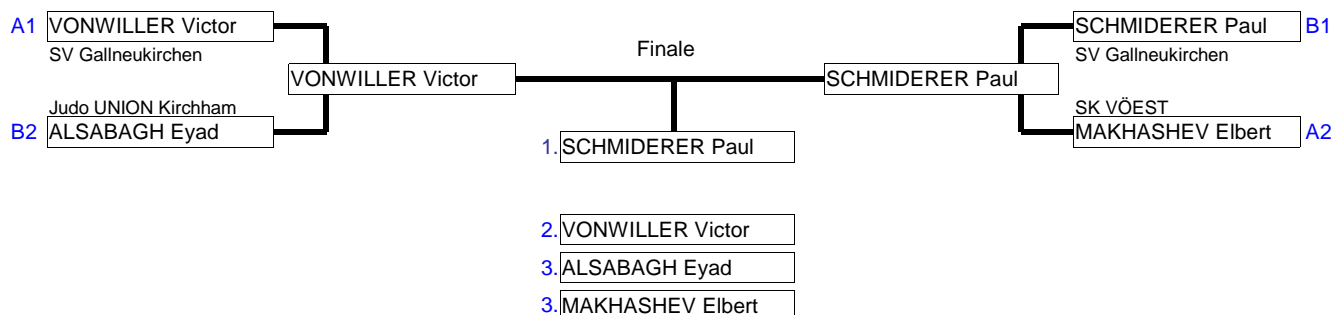 A1 VONWILLER Victor
SV Gallneukirchen
Judo UNION Kirchham
B2 ALSABAGH Eyad
VONWILLER Victor
Finale
SCHMIDERER Paul
SCHMIDERER Paul B1
SV Gallneukirchen
SK VÖEST
MAKHASHEV Elbert A2
1. SCHMIDERER Paul
2. VONWILLER Victor
3. ALSABAGH Eyad
3. MAKHASHEV Elbert